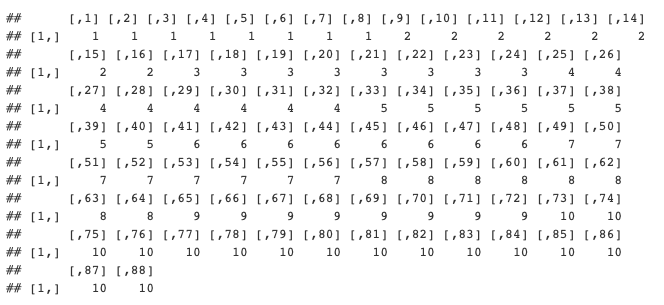 ## [,1] [,2] [,3] [,4] [,5] [,6] [,7] [,8] [,9] [,10] [,11] [,12] [,13] [,14]
## [1,] 1 1 1 1 1 1 1 1 2 2 2 2 2 2
## [,15] [,16] [,17] [,18] [,19] [,20] [,21] [,22] [,23] [,24] [,25] [,26]
## [1,] 2 2 3 3 3 3 3 3 3 3 4 4
## [,27] [,28] [,29] [,30] [,31] [,32] [,33] [,34] [,35] [,36] [,37] [,38]
## [1,] 4 4 4 4 4 4 5 5 5 5 5 5
## [,39] [,40] [,41] [,42] [,43] [,44] [,45] [,46] [,47] [,48] [,49] [,50]
## [1,] 5 5 6 6 6 6 6 6 6 6 7 7
## [,51] [,52] [,53] [,54] [,55] [,56] [,57] [,58] [,59] [,60] [,61] [,62]
## [1,] 7 7 7 7 7 7 8 8 8 8 8 8
## [,63] [,64] [,65] [,66] [,67] [,68] [,69] [,70] [,71] [,72] [,73] [,74]
## [1,] 8 8 9 9 9 9 9 9 9 9 10 10
## [,75] [,76] [,77] [,78] [,79] [,80] [,81] [,82] [,83] [,84] [,85] [,86]
## [1,] 10 10 10 10 10 10 10 10 10 10 10 10
## [,87] [,88]
## [1,] 10 10